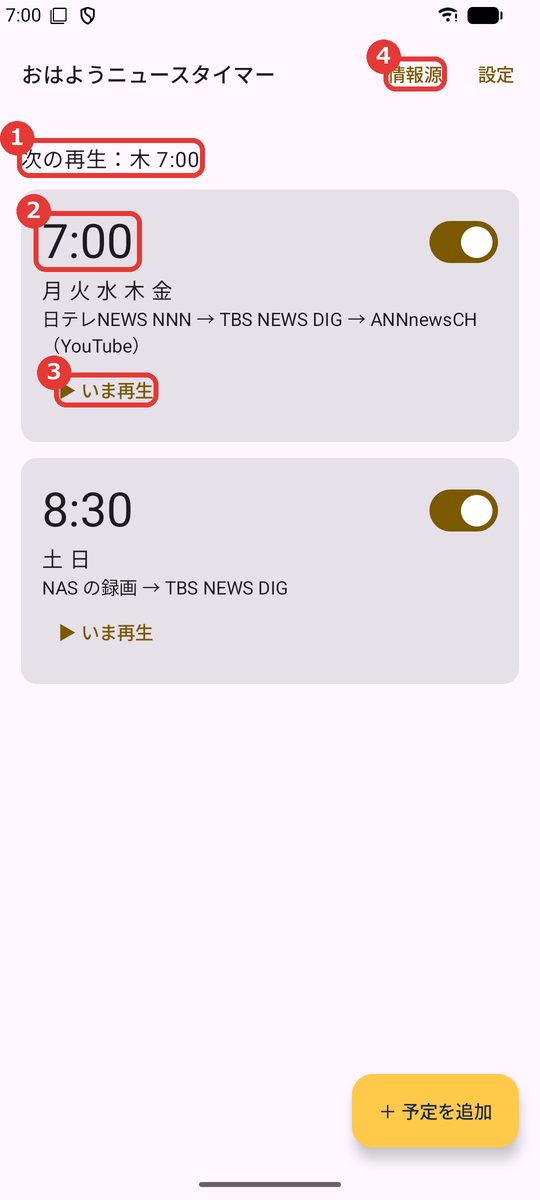 7:00
おはようニュースタイマー
4
情報源
設定
1
次の再生：木 7:00
2
7:00
月 火 水 木 金
日テレNEWS NNN → TBS NEWS DIG → ANNnewsCH
（YouTube）
3
▶ いま再生
8:30
土 日
NAS の録画 → TBS NEWS DIG
▶ いま再生
＋ 予定を追加